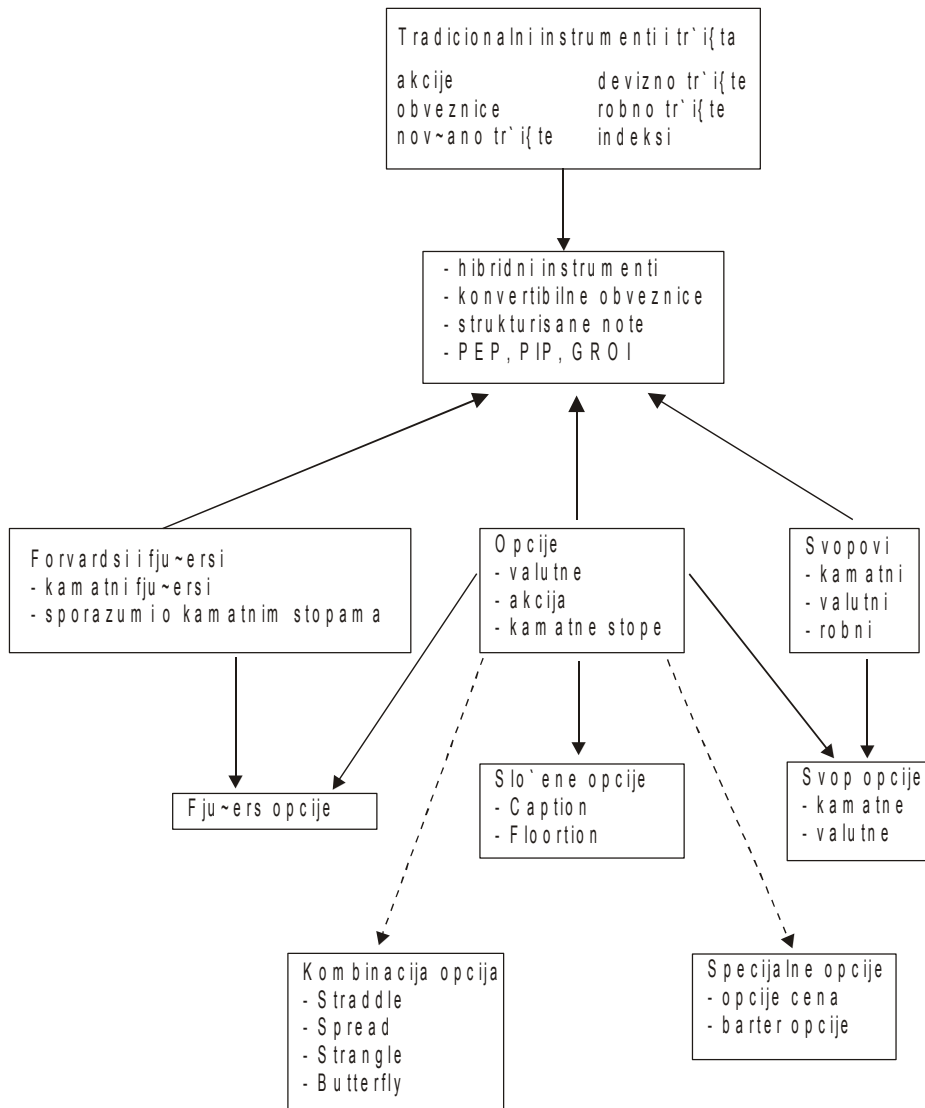 Tradicionalni instrumenti i tr`i{ta
akcije
obveznice
nov~ano tr`i{te
devizno tr`i{te
robno tr`i{te
indeksi
- hibridni instrumenti
- konvertibilne obveznice
- strukturisane note
- PEP, PIP, GROI
Forvardsi i fju~ersi
- kamatni fju~ersi
- sporazumi o kamatnim stopama
Opcije
- valutne
- akcija
- kamatne stope
Svopovi
- kamatni
- valutni
- robni
Fju~ers opcije
Slo`ene opcije
- Caption
- Floortion
Svop opcije
- kamatne
- valutne
Kombinacija opcija
- Straddle
- Spread
- Strangle
- Butterfly
Specijalne opcije
- opcije cena
- barter opcije